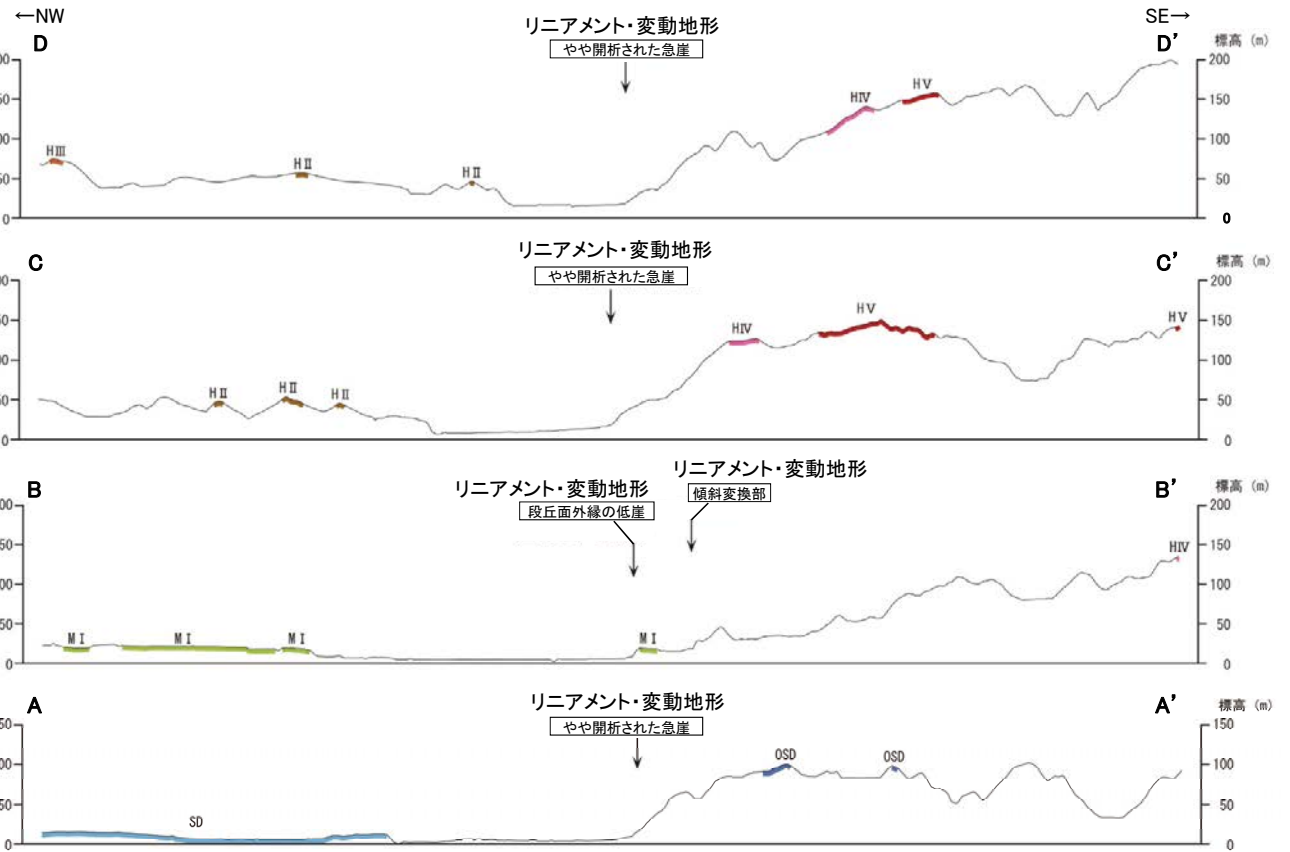 ←NW
SE→
リニアメント・変動地形
やや開析された急崖
D
D’
標高 (m)
200
150
100
50
0
HⅢ
HⅡ
HⅡ
HⅣ
HⅤ
200
150
100
50
0
リニアメント・変動地形
やや開析された急崖
C
C’
標高 (m)
HⅡ
HⅡ
HⅡ
HⅣ
HⅤ
HⅤ
200
150
100
50
0
リニアメント・変動地形
段丘面外縁の低崖
リニアメント・変動地形
傾斜変換部
B
B’
標高 (m)
MⅠ
MⅠ
MⅠ
MⅠ
HⅣ
200
150
100
50
0
リニアメント・変動地形
やや開析された急崖
A
A’
標高 (m)
SD
OSD
OSD
150
100
50
0